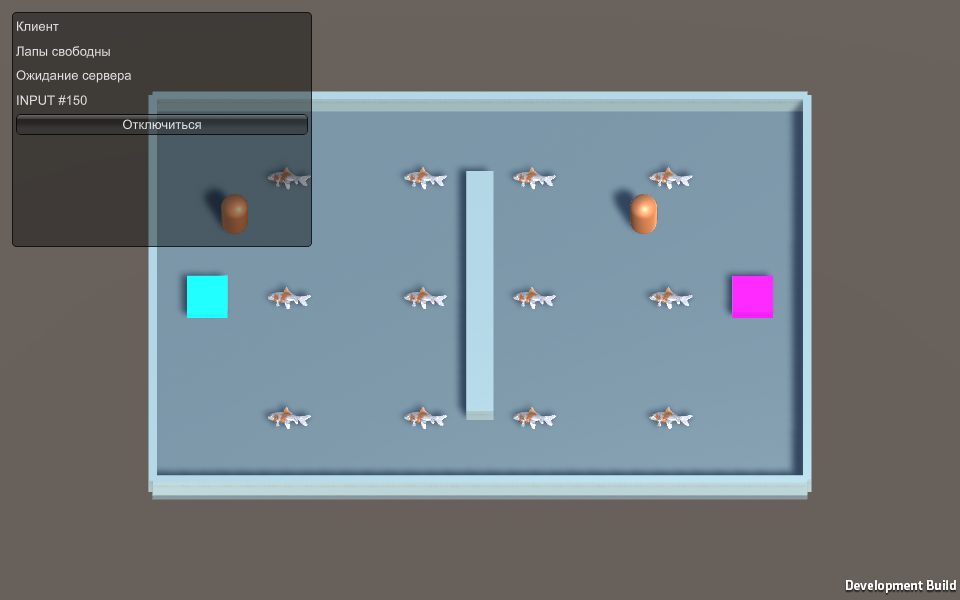 Клиент
Лапы свободны
Ожидание сервера
INPUT #150
Отключиться
Development Build